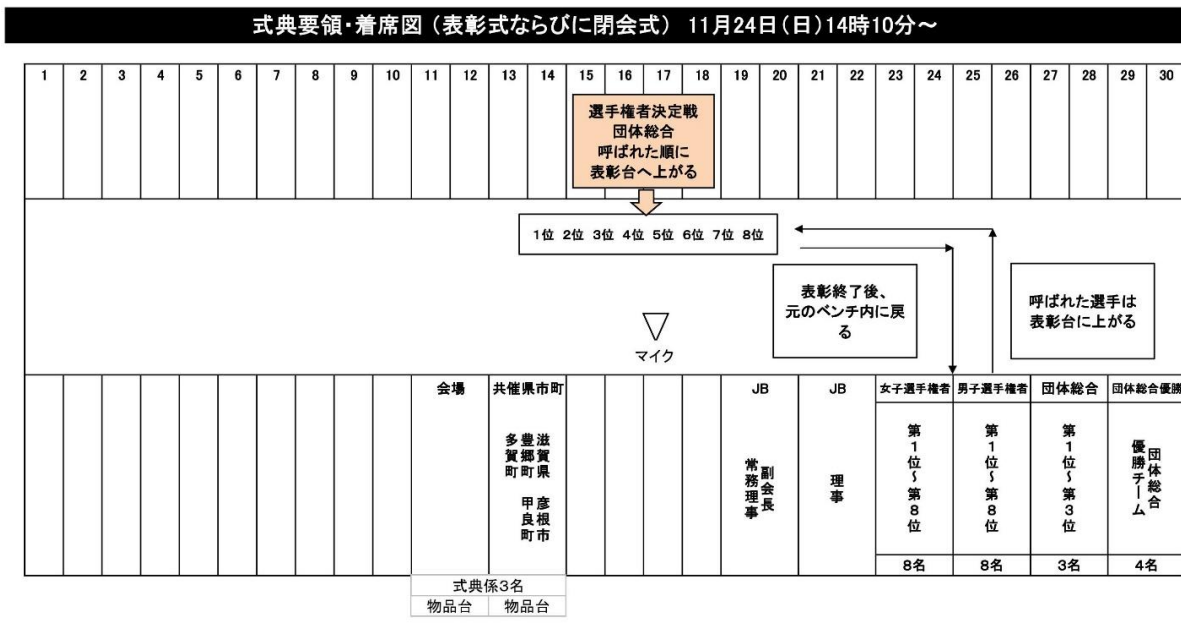 式典要領・着席図 (表彰式ならびに閉会式) 11月24日(日)14時10分～
1 2 3 4 5 6 7 8 9 10 11 12 13 14 15 16 17 18 19 20 21 22 23 24 25 26 27 28 29 30
選手権者決定戦
団体総合
呼ばれた順に
表彰台へ上がる
1位 2位 3位 4位 5位 6位 7位 8位
表彰終了後、
元のベンチ内に戻
る
呼ばれた選手は
表彰台に上がる
マイク
会場
共催県市町
滋賀県 彦根市
豊郷町 甲良町
多賀町
JB
副会長
常務理事
JB
理事
女子選手権者
第1位～第8位
8名
男子選手権者
第1位～第8位
8名
団体総合
第1位～第3位
3名
団体総合優勝
団体総合
優勝チーム
4名
式典係3名
物品台 物品台